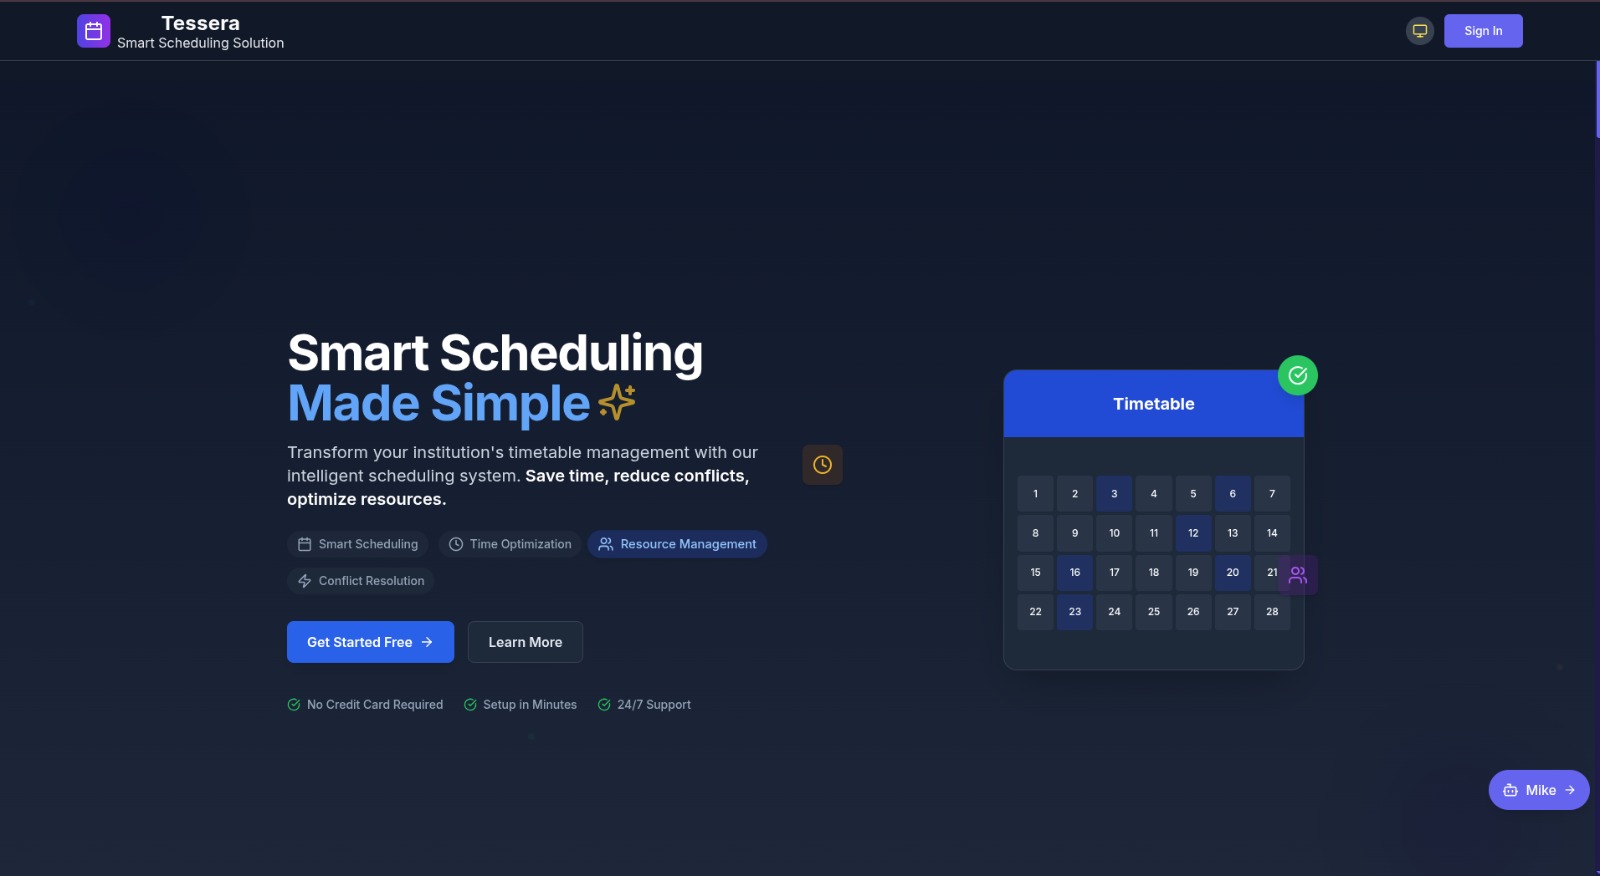 Tessera
Smart Scheduling Solution
Sign In
Smart Scheduling
Made Simple
Transform your institution's timetable management with our
intelligent scheduling system. Save time, reduce conflicts,
optimize resources.
Smart Scheduling
Time Optimization
Resource Management
Conflict Resolution
Get Started Free
Learn More
No Credit Card Required
Setup in Minutes
24/7 Support
Timetable
1 2 3 4 5 6 7
8 9 10 11 12 13 14
15 16 17 18 19 20 21
22 23 24 25 26 27 28
Mike